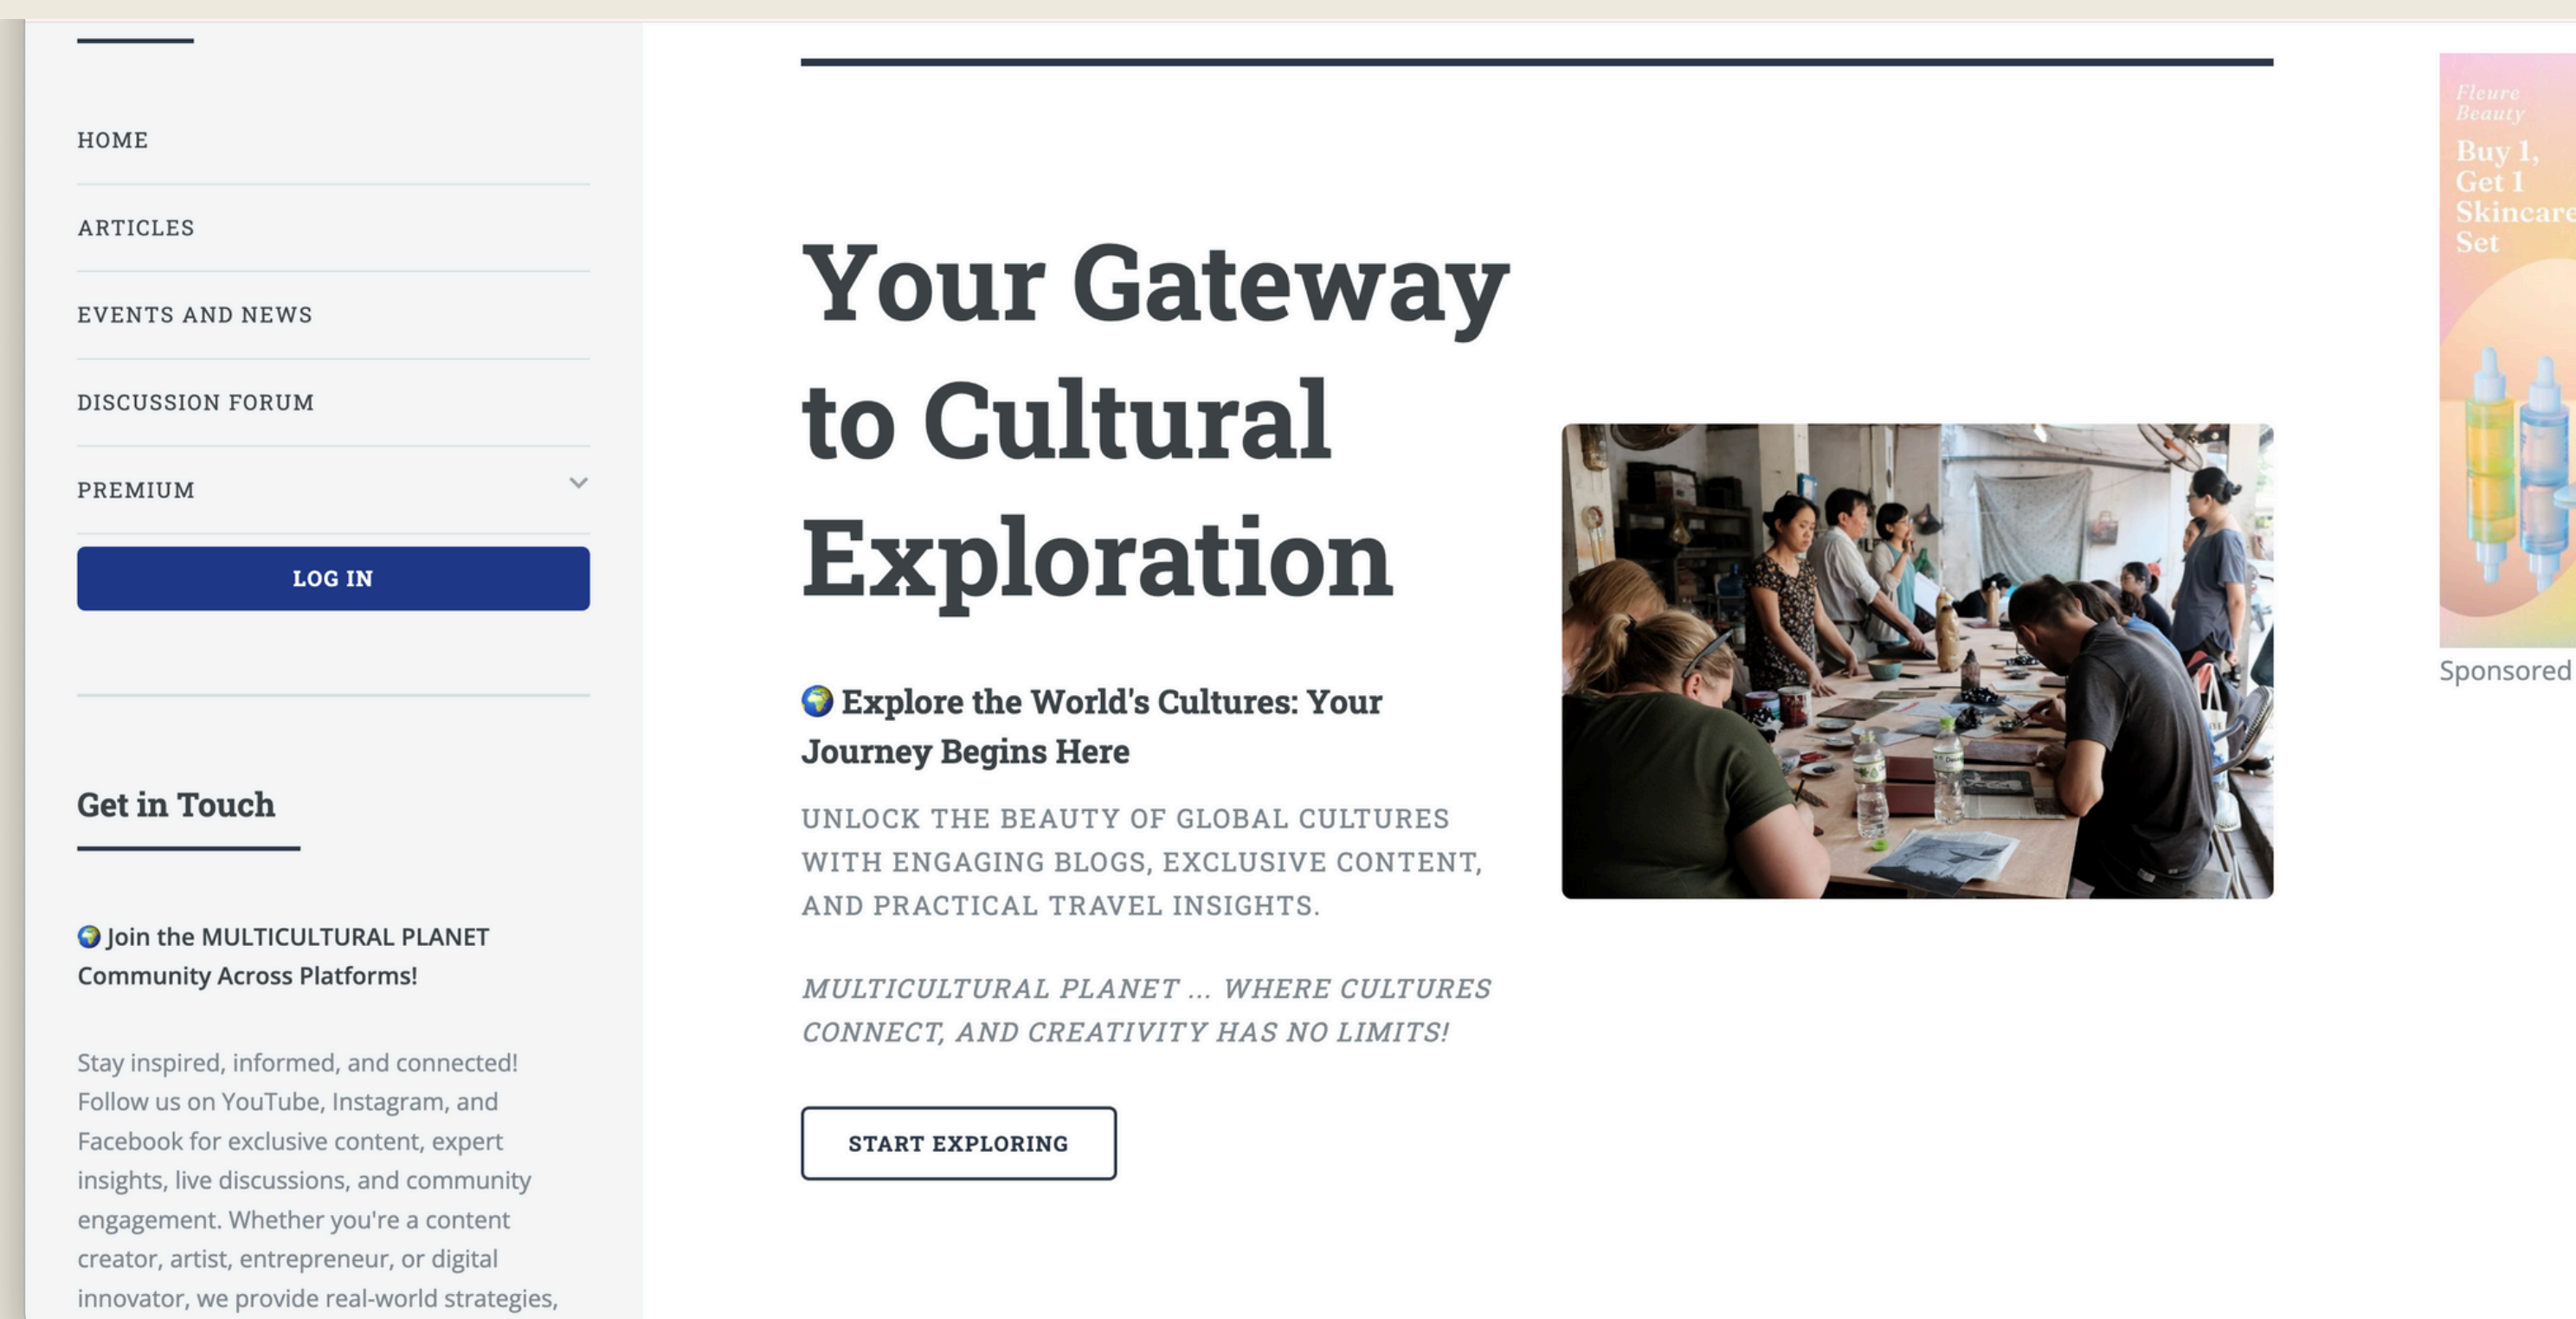 HOME
ARTICLES
EVENTS AND NEWS
DISCUSSION FORUM
PREMIUM
LOG IN
Get in Touch
🌍 Join the MULTICULTURAL PLANET
Community Across Platforms!
Stay inspired, informed, and connected!
Follow us on YouTube, Instagram, and
Facebook for exclusive content, expert
insights, live discussions, and community
engagement. Whether you're a content
creator, artist, entrepreneur, or digital
innovator, we provide real-world strategies,
Your Gateway
to Cultural
Exploration
🌍 Explore the World's Cultures: Your
Journey Begins Here
UNLOCK THE BEAUTY OF GLOBAL CULTURES
WITH ENGAGING BLOGS, EXCLUSIVE CONTENT,
AND PRACTICAL TRAVEL INSIGHTS.
MULTICULTURAL PLANET ... WHERE CULTURES
CONNECT, AND CREATIVITY HAS NO LIMITS!
START EXPLORING
Fleure
Beauty
Buy 1,
Get 1
Skincare
Set
Sponsored